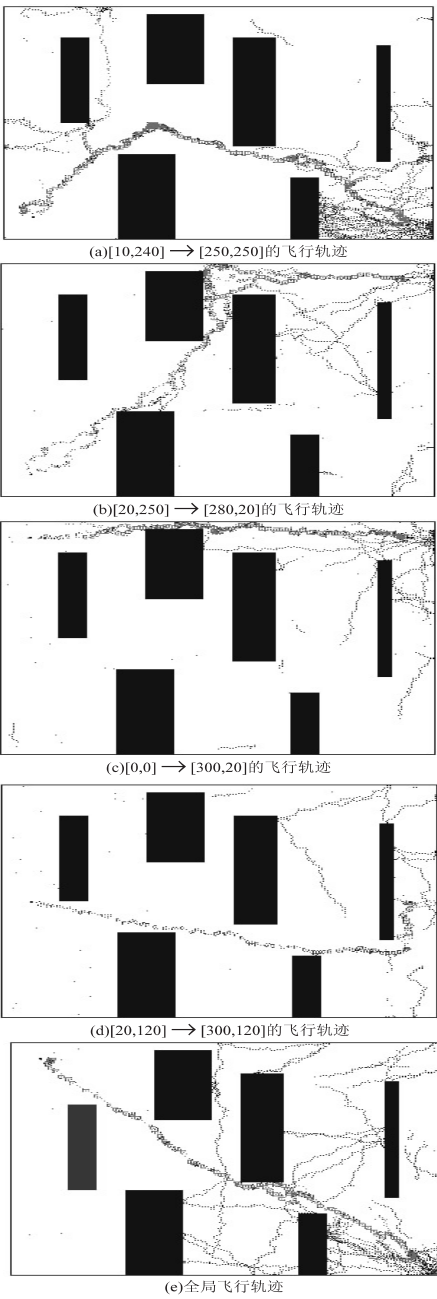 (a)[10,240] → [250,250]的飞行轨迹
(b)[20,250] → [280,20]的飞行轨迹
(c)[0,0] → [300,20]的飞行轨迹
(d)[20,120] → [300,120]的飞行轨迹
(e)全局飞行轨迹